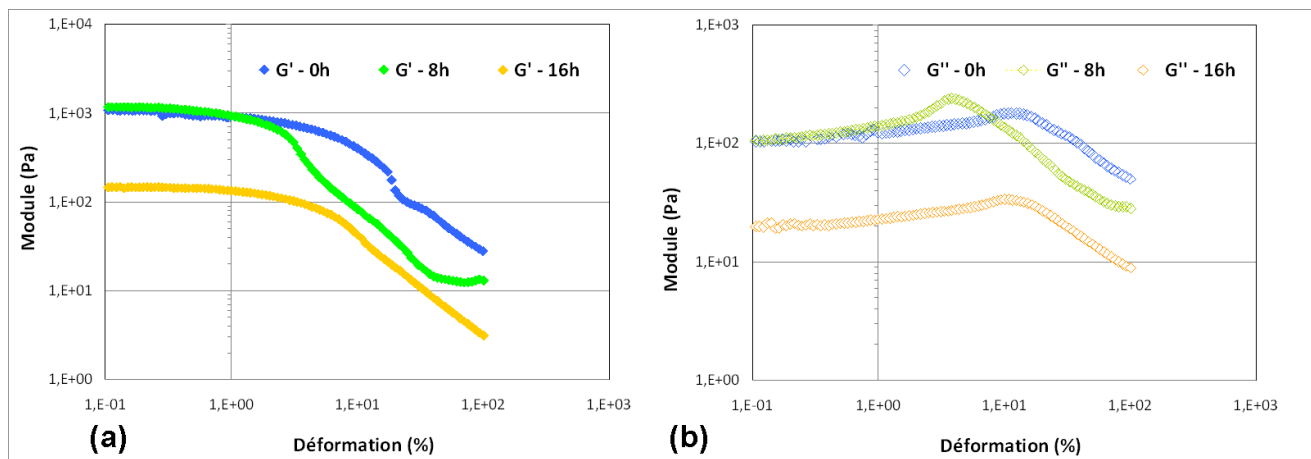 1,E+04
1,E+03
1,E+02
1,E+01
1,E+00
Module (Pa)
G' - 0h
G' - 8h
G' - 16h
1,E-01
1,E+00
1,E+01
1,E+02
1,E+03
Déformation (%)
(a)
1,E+03
1,E+02
1,E+01
1,E+00
Module (Pa)
G'' - 0h
G'' - 8h
G'' - 16h
1,E-01
1,E+00
1,E+01
1,E+02
1,E+03
Déformation (%)
(b)